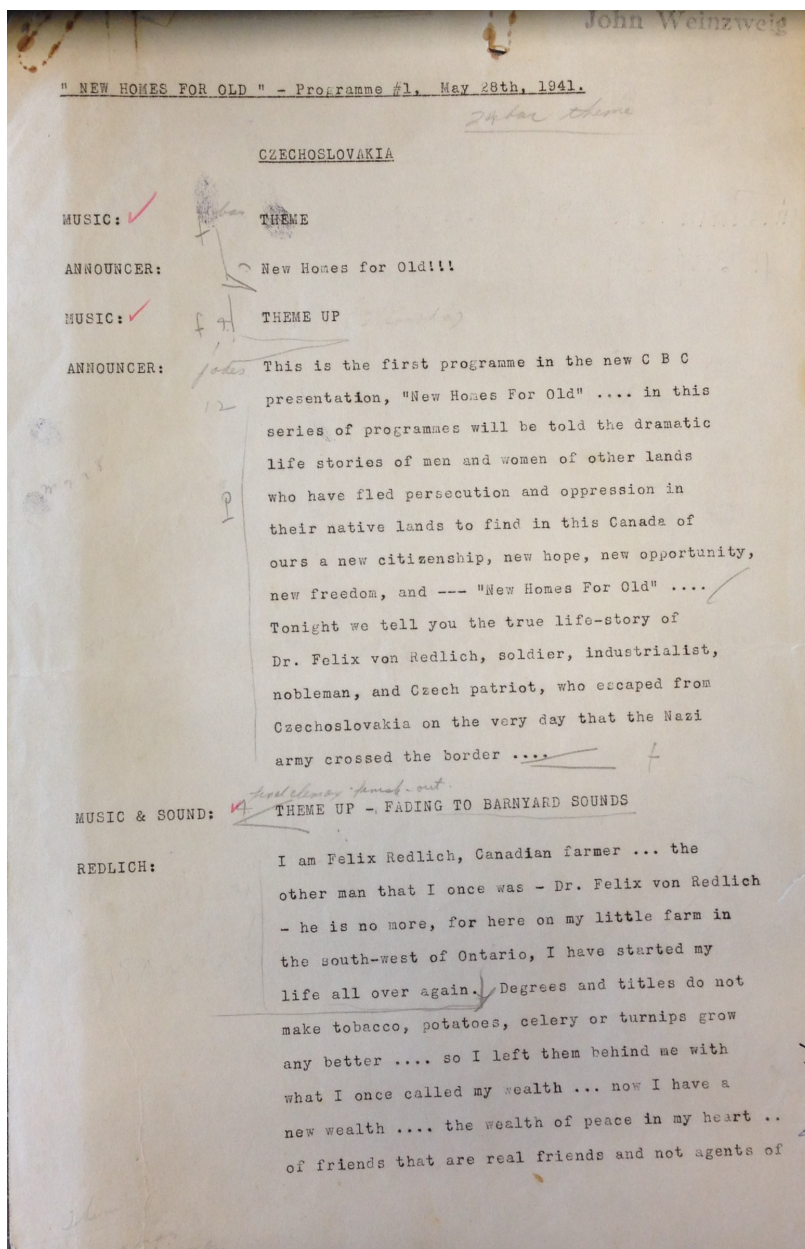 John Weinzweig
" NEW HOMES FOR OLD " - Programme #1, May 28th, 1941.
24 bar theme
CZECHOSLOVAKIA
MUSIC: THEME
ANNOUNCER: New Homes for Old!!!
MUSIC: f THEME UP
ANNOUNCER: fades This is the first programme in the new C B C
12 presentation, "New Homes For Old" .... in this
series of programmes will be told the dramatic
life stories of men and women of other lands
who have fled persecution and oppression in
P their native lands to find in this Canada of
ours a new citizenship, new hope, new opportunity,
new freedom, and --- "New Homes For Old" ....
Tonight we tell you the true life-story of
Dr. Felix von Redlich, soldier, industrialist,
nobleman, and Czech patriot, who escaped from
Czechoslovakia on the very day that the Nazi
army crossed the border ....
f
MUSIC & SOUND: THEME UP - FADING TO BARNYARD SOUNDS
REDLICH: I am Felix Redlich, Canadian farmer ... the
other man that I once was - Dr. Felix von Redlich
- he is no more, for here on my little farm in
the south-west of Ontario, I have started my
life all over again. Degrees and titles do not
make tobacco, potatoes, celery or turnips grow
any better .... so I left them behind me with
what I once called my wealth ... now I have a
new wealth .... the wealth of peace in my heart ..
of friends that are real friends and not agents of